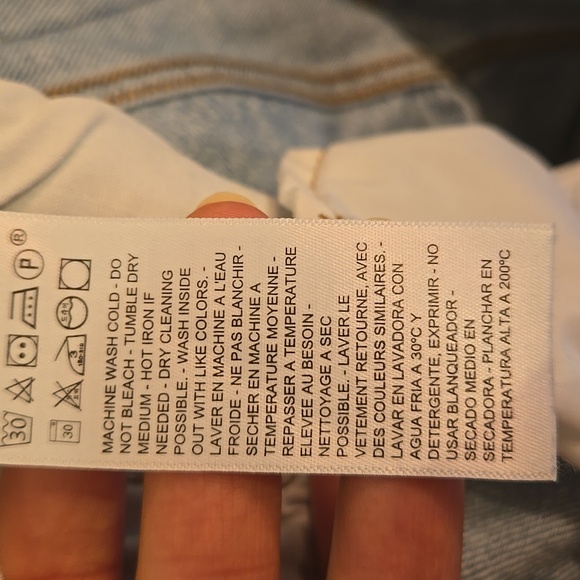 30 P ®
30
MACHINE WASH COLD - DO
NOT BLEACH - TUMBLE DRY
MEDIUM - HOT IRON IF
NEEDED - DRY CLEANING
POSSIBLE. - WASH INSIDE
OUT WITH LIKE COLORS. -
LAVER EN MACHINE A L'EAU
FROIDE - NE PAS BLANCHIR -
SECHER EN MACHINE A
TEMPERATURE MOYENNE -
REPASSER A TEMPERATURE
ELEVEE AU BESOIN -
NETTOYAGE A SEC
POSSIBLE. - LAVER LE
VETEMENT RETOURNE, AVEC
DES COULEURS SIMILAIRES. -
LAVAR EN LAVADORA CON
AGUA FRIA A 30ºC Y
DETERGENTE, EXPRIMIR - NO
USAR BLANQUEADOR -
SECADO MEDIO EN
SECADORA - PLANCHAR EN
TEMPERATURA ALTA A 200ºC